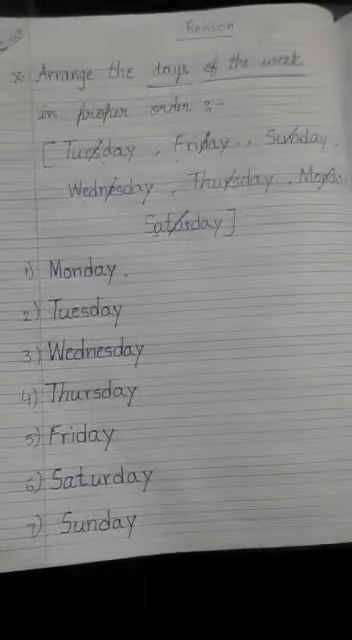 Revision
* Arrange the days of the week
in proper order :-
[ Tuesday , Friday , Sunday ,
Wednesday , Thursday , Monday
Saturday ]
1) Monday .
2) Tuesday
3) Wednesday
4) Thursday
5) Friday
6) Saturday
7) Sunday